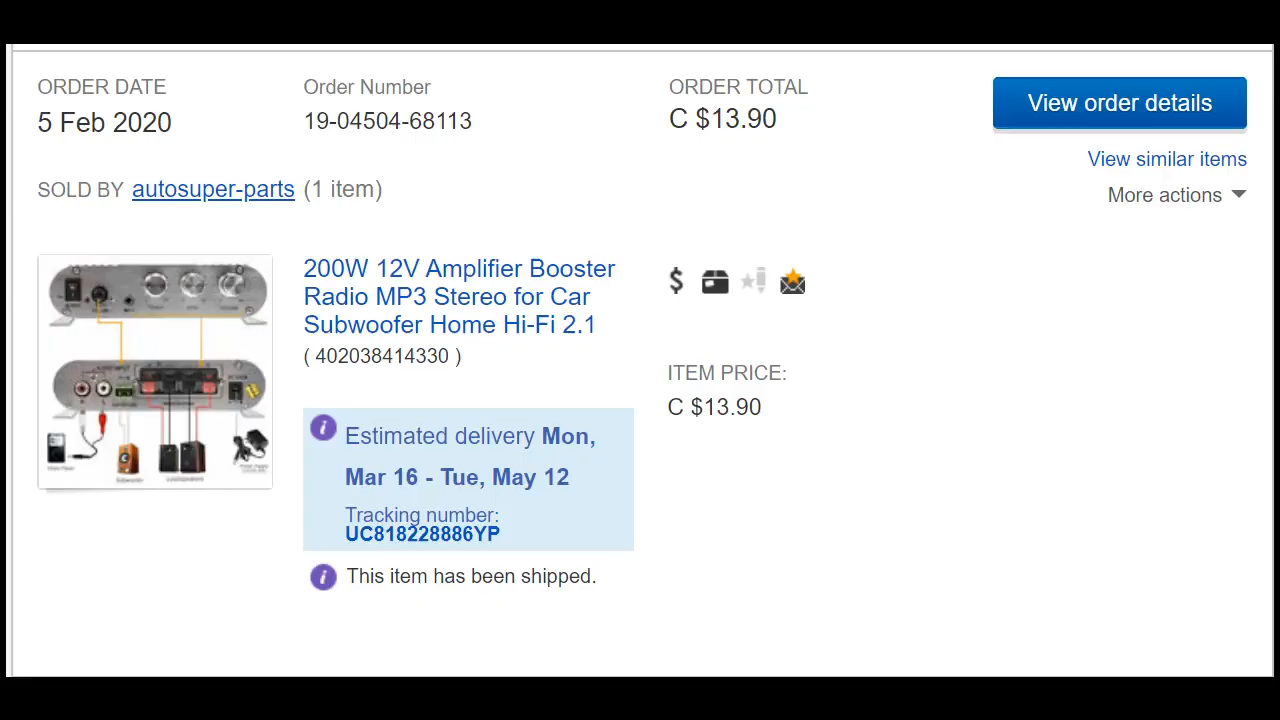 ORDER DATE
5 Feb 2020
Order Number
19-04504-68113
ORDER TOTAL
C $13.90
View order details
View similar items
More actions
SOLD BY autosuper-parts (1 item)
200W 12V Amplifier Booster
Radio MP3 Stereo for Car
Subwoofer Home Hi-Fi 2.1
( 402038414330 )
ITEM PRICE:
C $13.90
Estimated delivery Mon,
Mar 16 - Tue, May 12
Tracking number:
UC818228886YP
This item has been shipped.